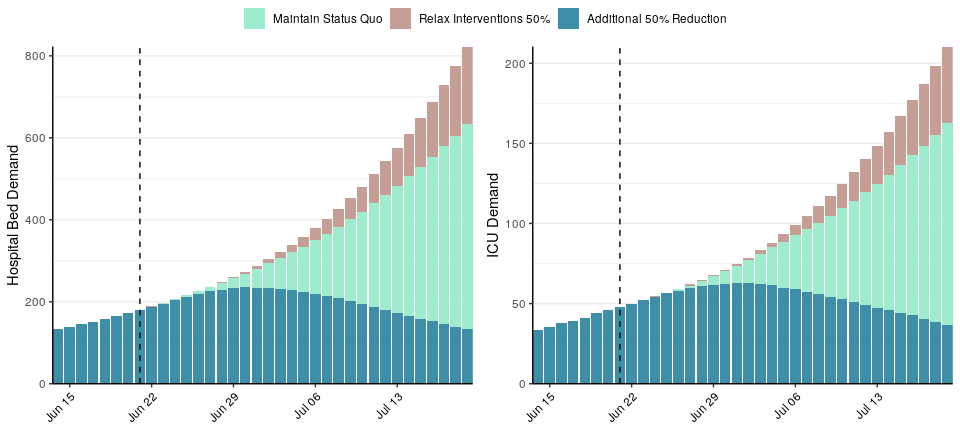 Maintain Status Quo Relax Interventions 50% Additional 50% Reduction
Hospital Bed Demand
800
600
400
200
0
Jun 15 Jun 22 Jun 29 Jul 06 Jul 13
ICU Demand
200
150
100
50
0
Jun 15 Jun 22 Jun 29 Jul 06 Jul 13